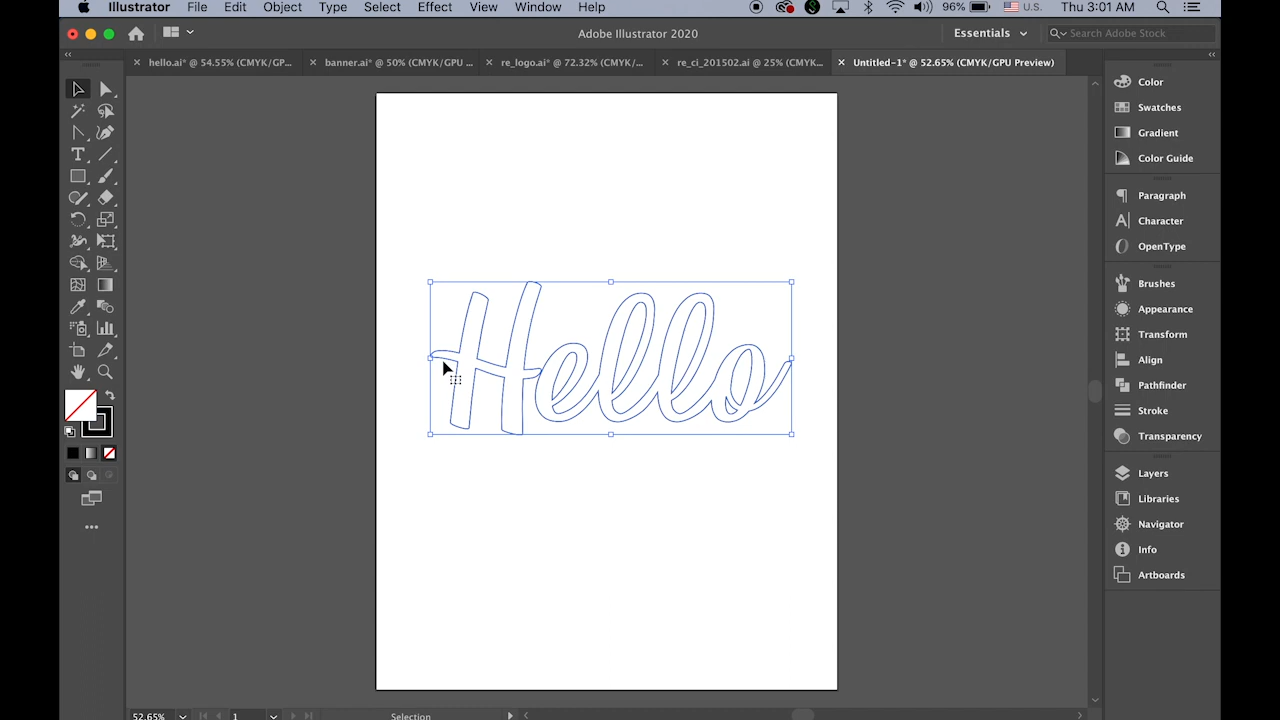 Illustrator File Edit Object Type Select Effect View Window Help 96% U.S. Thu 3:01 AM
Adobe Illustrator 2020 Essentials Search Adobe Stock
hello.ai* @ 54.55% (CMYK/GP... banner.ai* @ 50% (CMYK/GPU ... re_logo.ai* @ 72.32% (CMYK/... re_ci_201502.ai @ 25% (CMYK... Untitled-1* @ 52.65% (CMYK/GPU Preview)
Color
Swatches
Gradient
Color Guide
Paragraph
Character
OpenType
Brushes
Appearance
Transform
Align
Pathfinder
Stroke
Transparency
Layers
Libraries
Navigator
Info
Artboards
Hello
52.65% 1 Selection